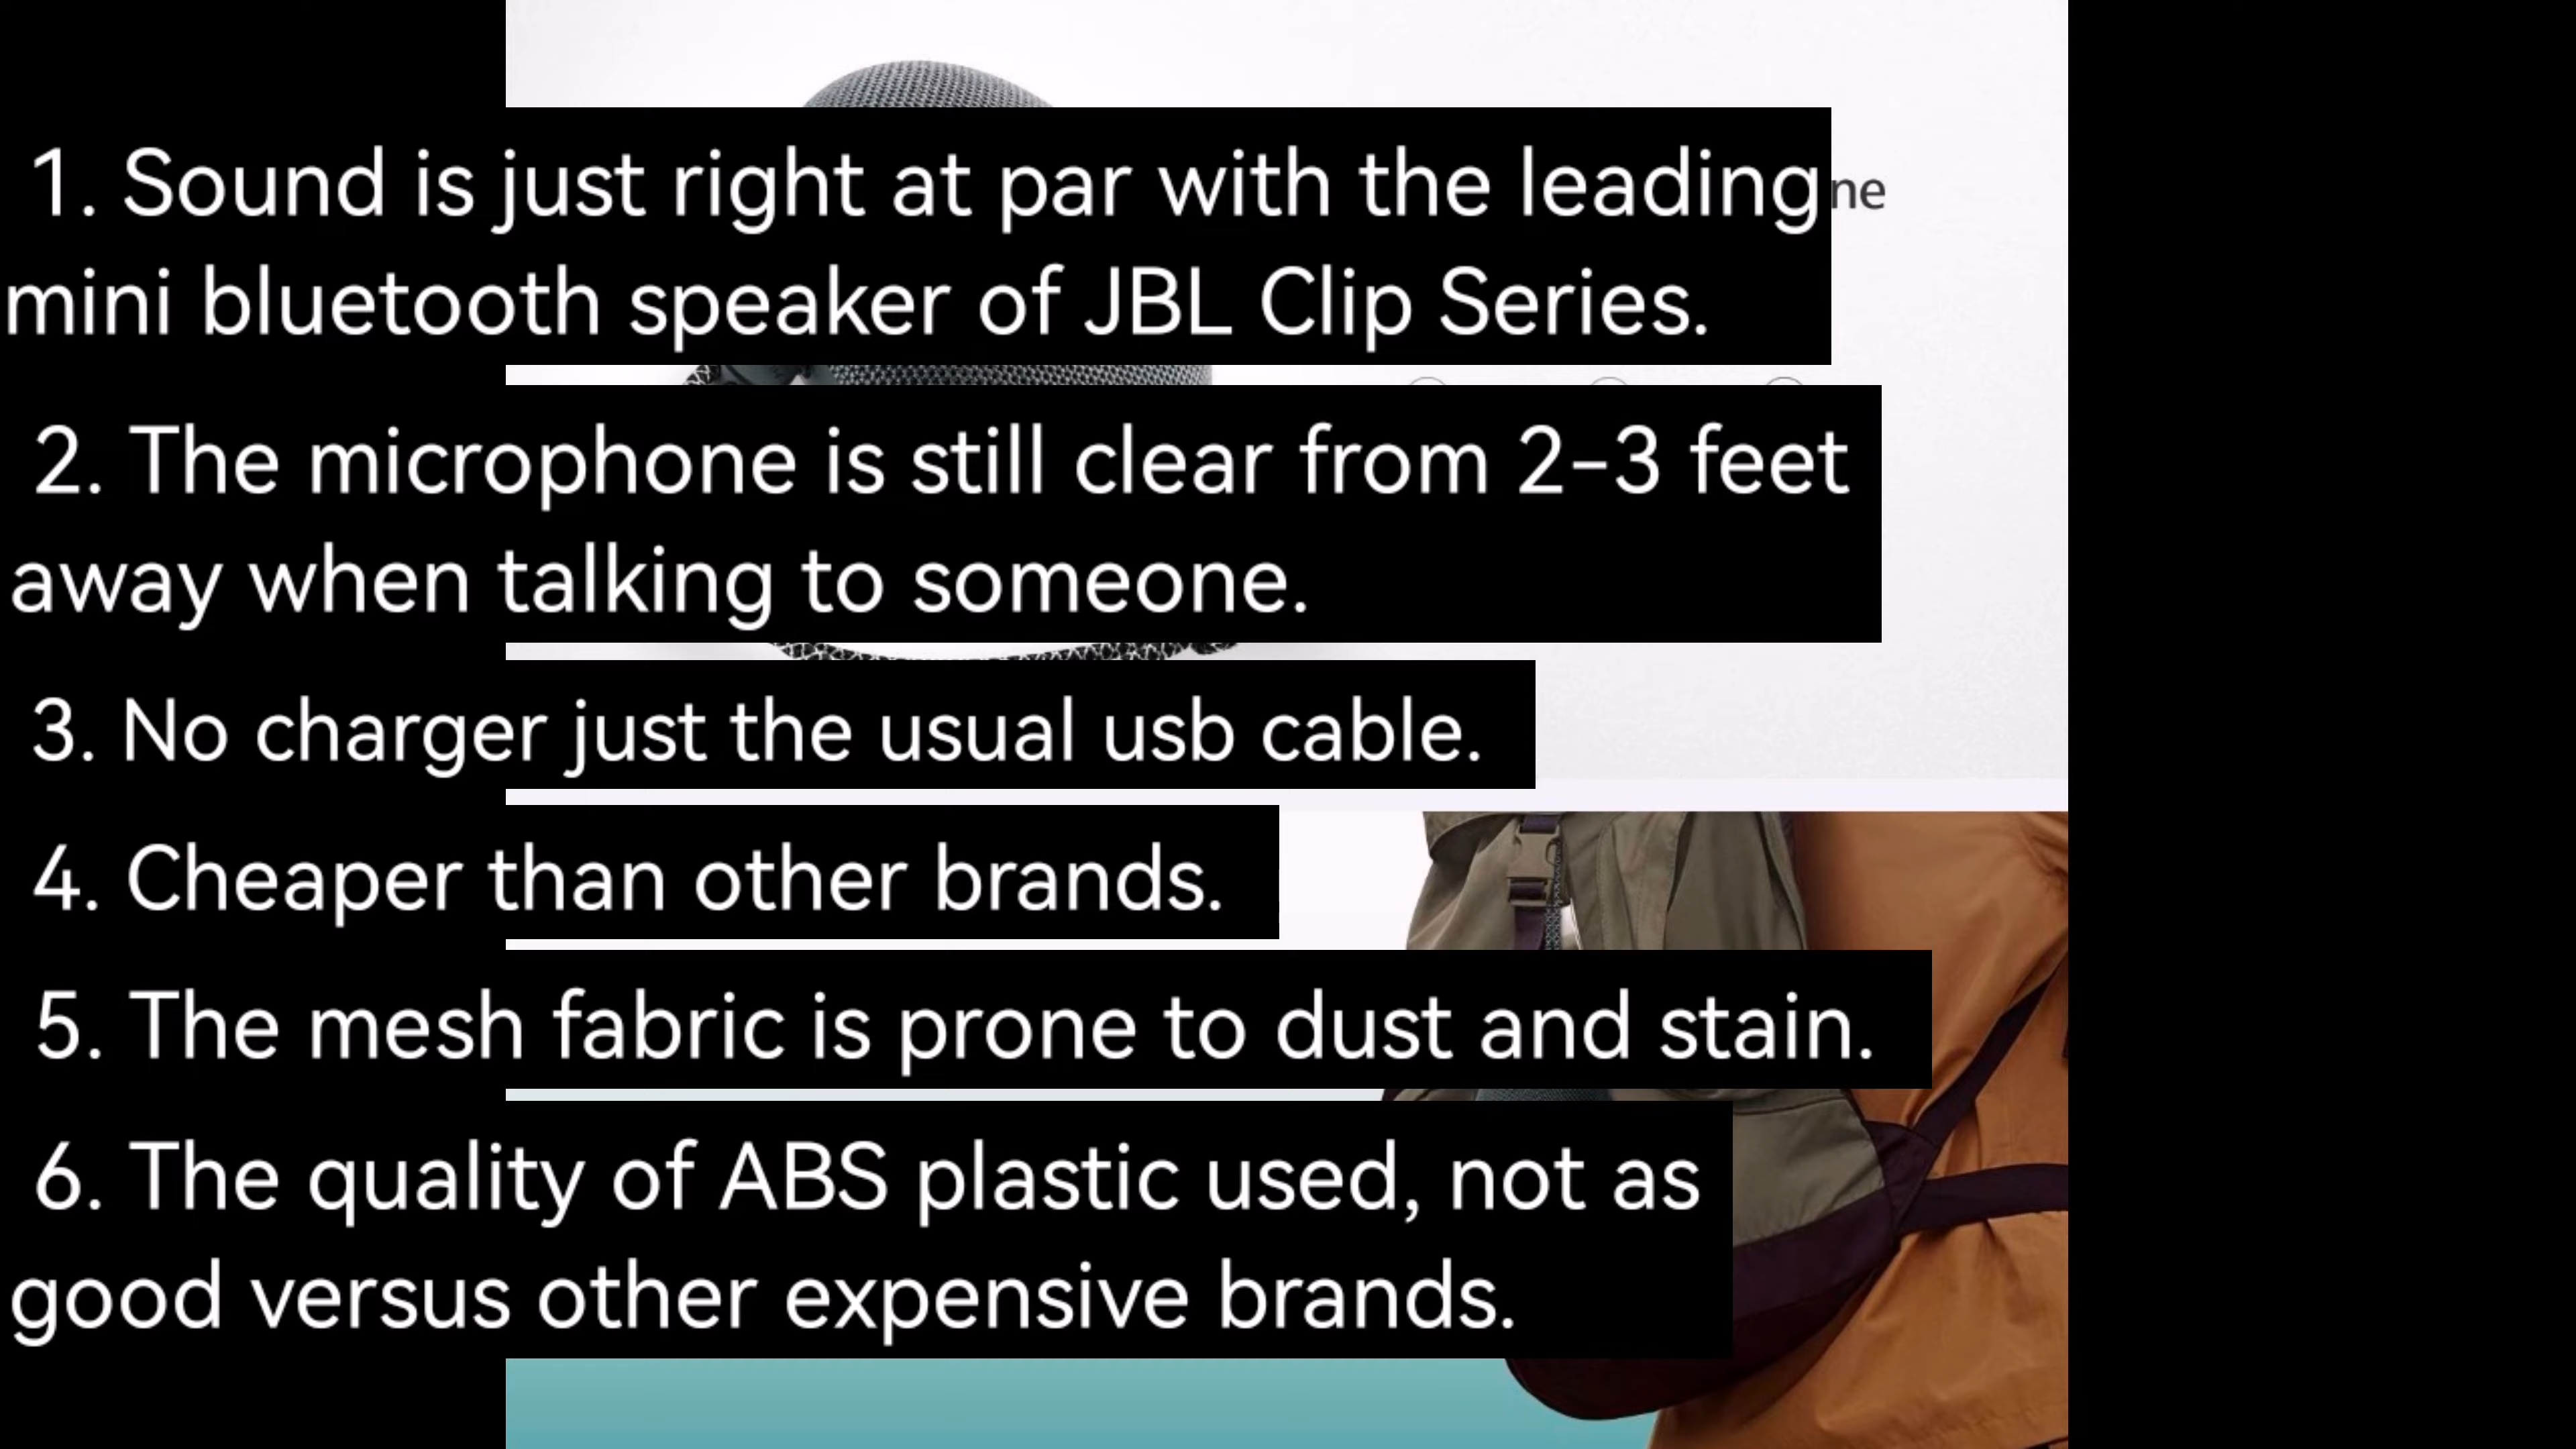 1. Sound is just right at par with the leading
mini bluetooth speaker of JBL Clip Series.
2. The microphone is still clear from 2-3 feet
away when talking to someone.
3. No charger just the usual usb cable.
4. Cheaper than other brands.
5. The mesh fabric is prone to dust and stain.
6. The quality of ABS plastic used, not as
good versus other expensive brands.